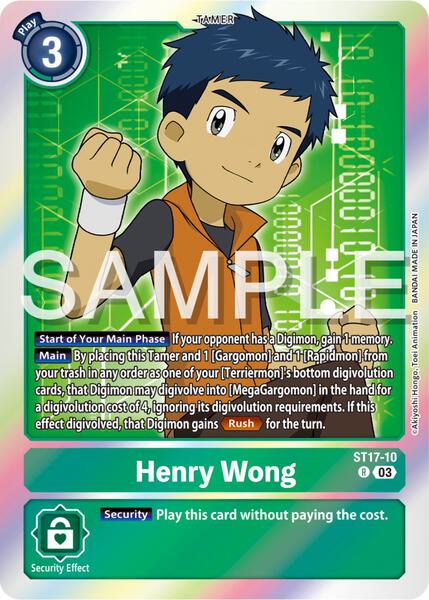 TAMER
Play
3
SAMPLE
Start of Your Main Phase If your opponent has a Digimon, gain 1 memory.
Main By placing this Tamer and 1 [Gargomon] and 1 [Rapidmon] from
your trash in any order as one of your [Terriermon]'s bottom digivolution
cards, that Digimon may digivolve into [MegaGargomon] in the hand for
a digivolution cost of 4, ignoring its digivolution requirements. If this
effect digivolved, that Digimon gains Rush for the turn.
©Akiyoshi Hongo, Toei Animation BANDAI MADE IN JAPAN
Henry Wong
ST17-10
R 03
Security Play this card without paying the cost.
Security Effect